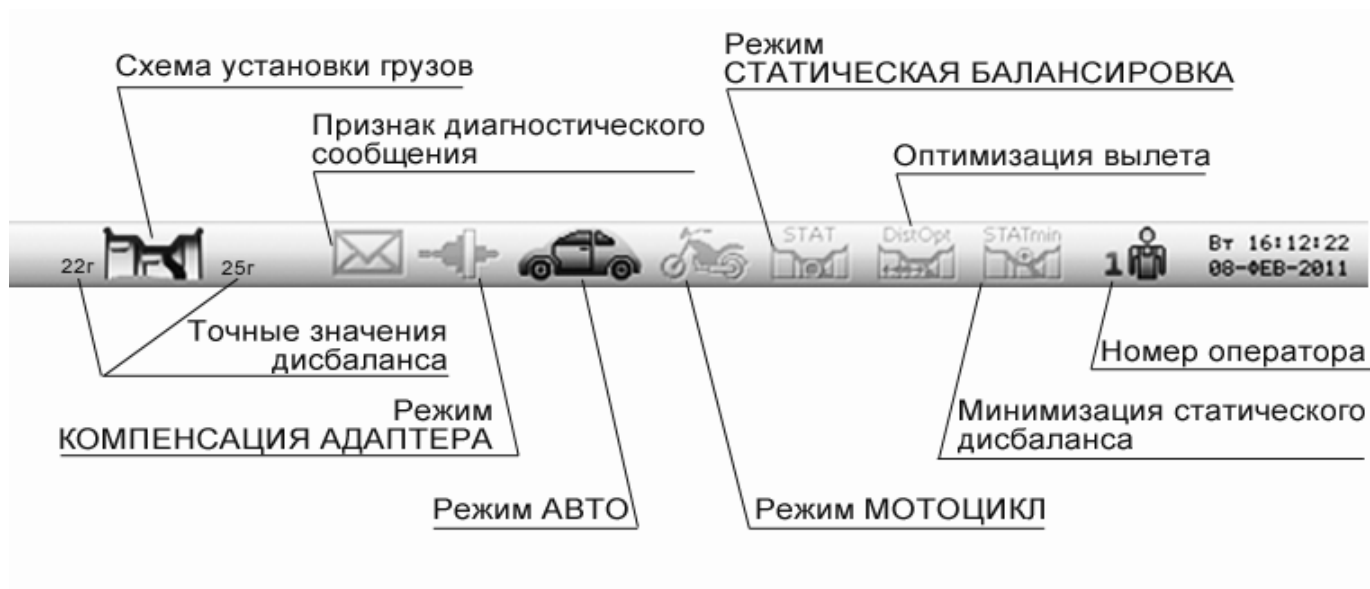 Режим
СТАТИЧЕСКАЯ БАЛАНСИРОВКА
Схема установки грузов
Признак диагностического
сообщения
Оптимизация вылета
STAT
DistOpt
STATmin
22г
25г
1
Вт 16:12:22
08-ФЕВ-2011
Точные значения
дисбаланса
Номер оператора
Режим
КОМПЕНСАЦИЯ АДАПТЕРА
Минимизация статического
дисбаланса
Режим АВТО
Режим МОТОЦИКЛ